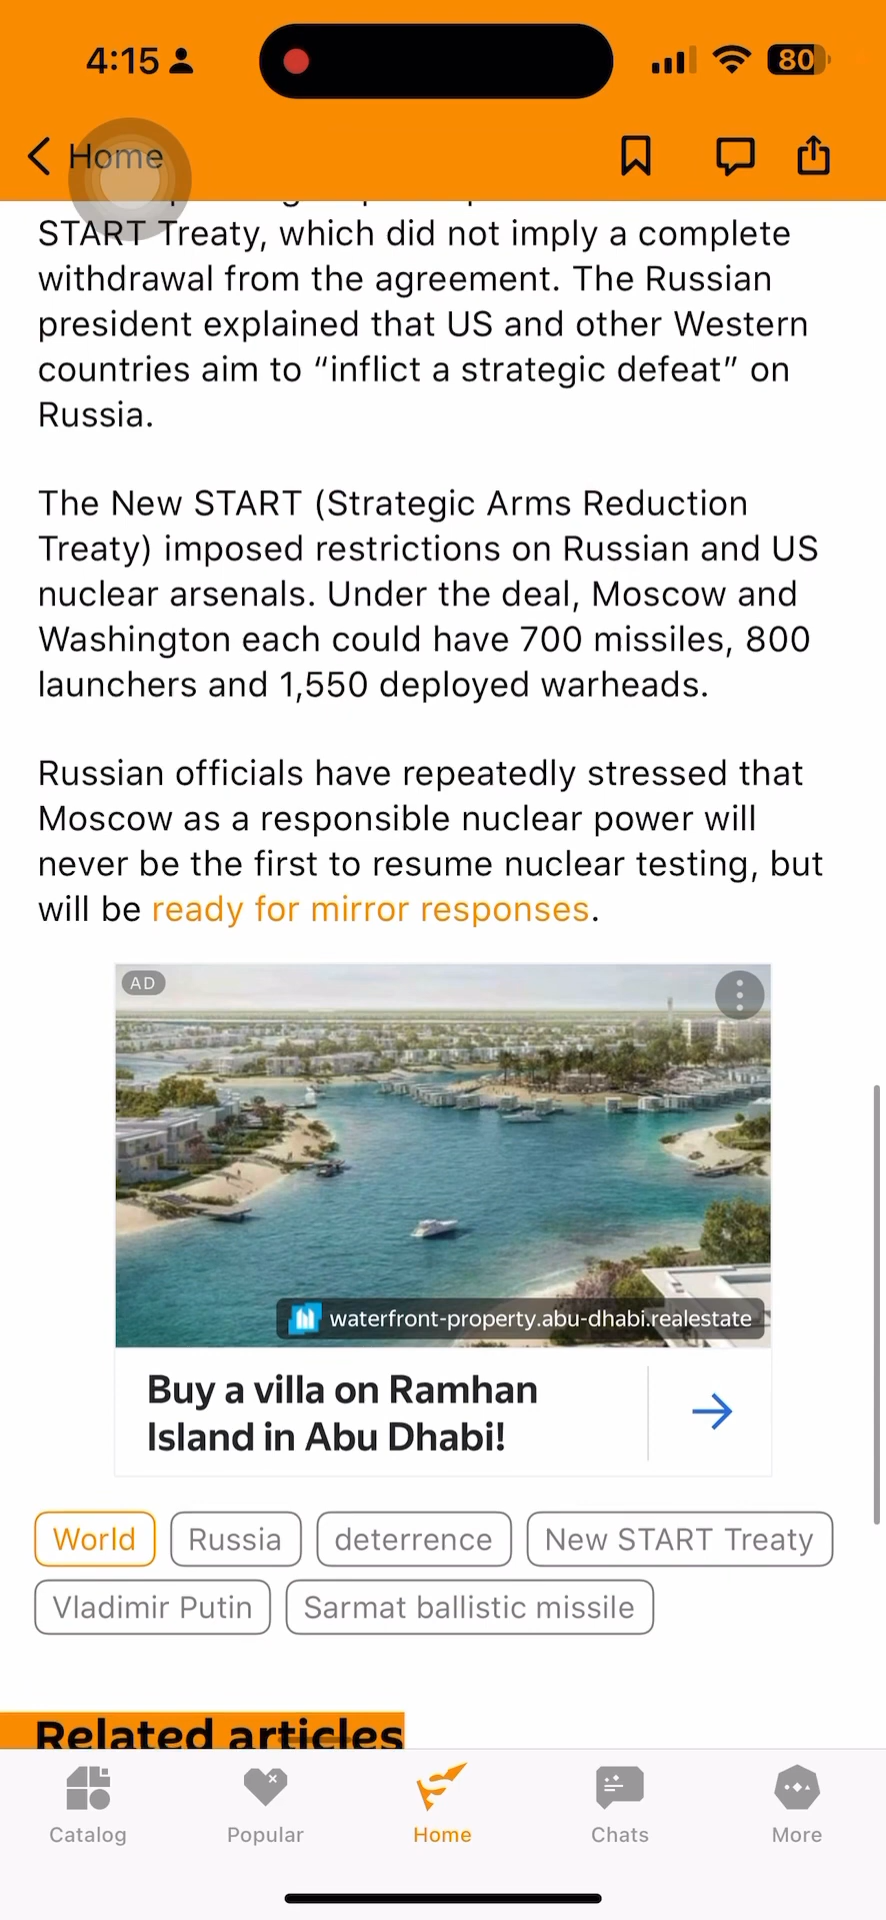 4:15
80
Home
START Treaty, which did not imply a complete
withdrawal from the agreement. The Russian
president explained that US and other Western
countries aim to “inflict a strategic defeat” on
Russia.
The New START (Strategic Arms Reduction
Treaty) imposed restrictions on Russian and US
nuclear arsenals. Under the deal, Moscow and
Washington each could have 700 missiles, 800
launchers and 1,550 deployed warheads.
Russian officials have repeatedly stressed that
Moscow as a responsible nuclear power will
never be the first to resume nuclear testing, but
will be ready for mirror responses.
AD
waterfront-property.abu-dhabi.realestate
Buy a villa on Ramhan
Island in Abu Dhabi!
World Russia deterrence New START Treaty
Vladimir Putin Sarmat ballistic missile
Related articles
Catalog Popular Home Chats More